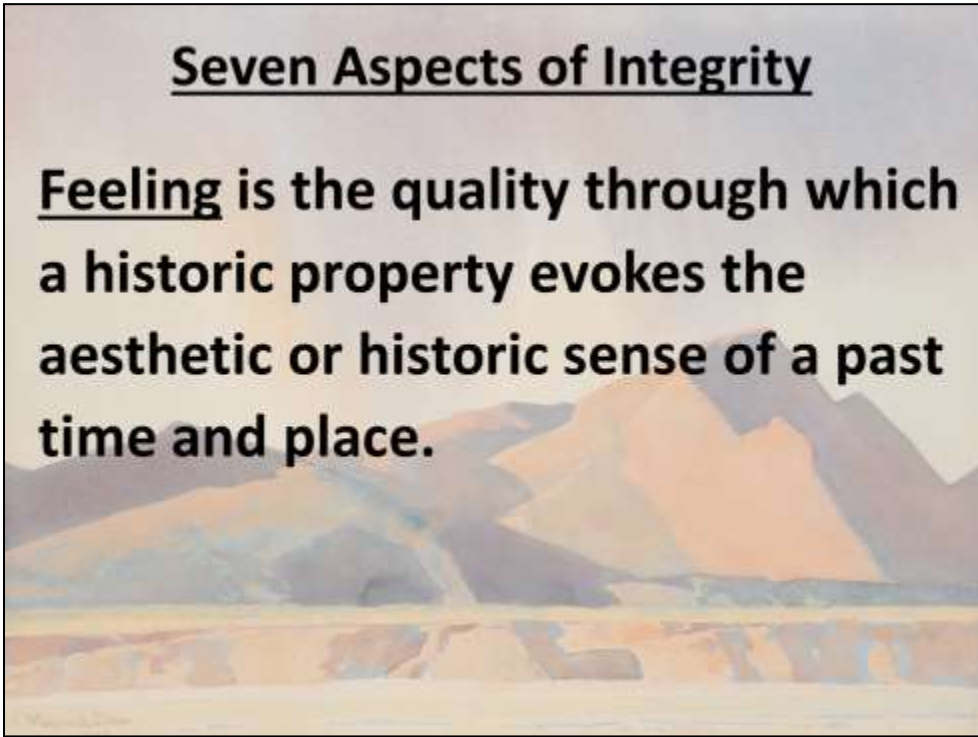 Seven Aspects of Integrity
Feeling is the quality through which
a historic property evokes the
aesthetic or historic sense of a past
time and place.